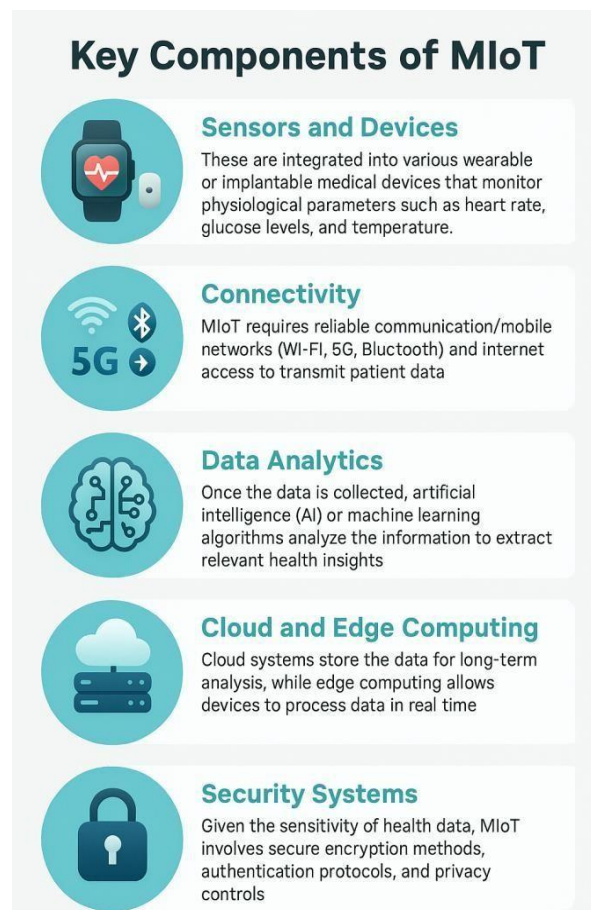 Key Components of MIoT
Sensors and Devices
These are integrated into various wearable
or implantable medical devices that monitor
physiological parameters such as heart rate,
glucose levels, and temperature.
5G
Connectivity
MIoT requires reliable communication/mobile
networks (WI-FI, 5G, Bluctooth) and internet
access to transmit patient data
Data Analytics
Once the data is collected, artificial
intelligence (AI) or machine learning
algorithms analyze the information to extract
relevant health insights
Cloud and Edge Computing
Cloud systems store the data for long-term
analysis, while edge computing allows
devices to process data in real time
Security Systems
Given the sensitivity of health data, MIoT
involves secure encryption methods,
authentication protocols, and privacy
controls